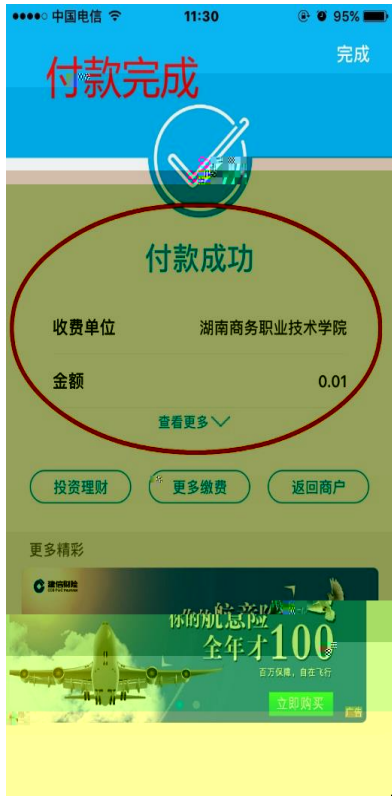 中国电信 11:30 95%
完成
付款完成
付款成功
收费单位 湖南商务职业技术学院
金额 0.01
查看更多
投资理财 更多缴费 返回商户
更多精彩
建信财险
你的航意险
全年才100
百万保障，自在飞行
立即购买